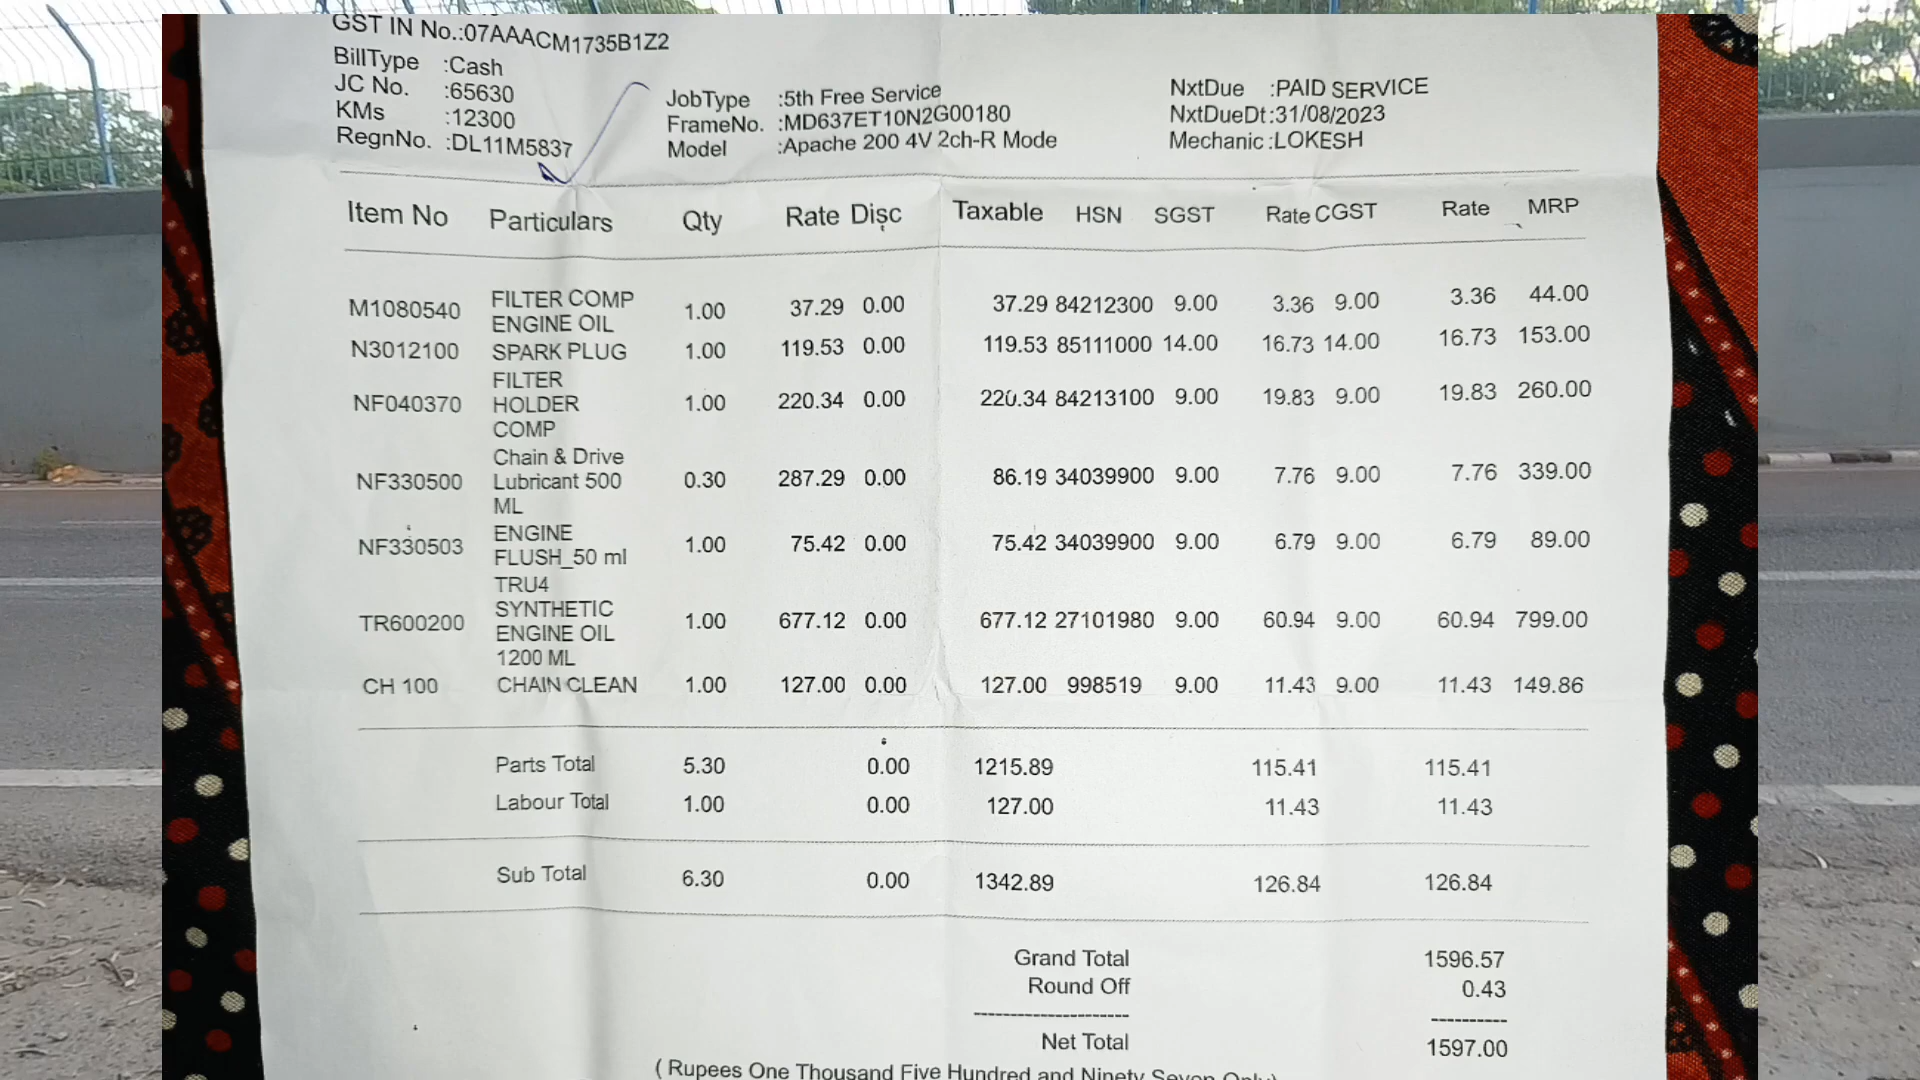 GST IN No.:07AAACM1735B1Z2
BillType :Cash
JC No. :65630
KMs :12300
RegnNo. :DL11M5837
JobType :5th Free Service
FrameNo. :MD637ET10N2G00180
Model :Apache 200 4V 2ch-R Mode
NxtDue :PAID SERVICE
NxtDueDt:31/08/2023
Mechanic :LOKESH
Item No Particulars Qty Rate Disc Taxable HSN SGST Rate CGST Rate MRP
M1080540 FILTER COMP 1.00 37.29 0.00 37.29 84212300 9.00 3.36 9.00 3.36 44.00
ENGINE OIL
N3012100 SPARK PLUG 1.00 119.53 0.00 119.53 85111000 14.00 16.73 14.00 16.73 153.00
FILTER
NF040370 HOLDER 1.00 220.34 0.00 220.34 84213100 9.00 19.83 9.00 19.83 260.00
COMP
Chain & Drive
NF330500 Lubricant 500 0.30 287.29 0.00 86.19 34039900 9.00 7.76 9.00 7.76 339.00
ML
ENGINE
NF330503 FLUSH_50 ml 1.00 75.42 0.00 75.42 34039900 9.00 6.79 9.00 6.79 89.00
TRU4
SYNTHETIC
TR600200 ENGINE OIL 1.00 677.12 0.00 677.12 27101980 9.00 60.94 9.00 60.94 799.00
1200 ML
CH 100 CHAIN CLEAN 1.00 127.00 0.00 127.00 998519 9.00 11.43 9.00 11.43 149.86
Parts Total 5.30 0.00 1215.89 115.41 115.41
Labour Total 1.00 0.00 127.00 11.43 11.43
Sub Total 6.30 0.00 1342.89 126.84 126.84
Grand Total 1596.57
Round Off 0.43
Net Total 1597.00
( Rupees One Thousand Five Hundred and Ninety Seven Only)